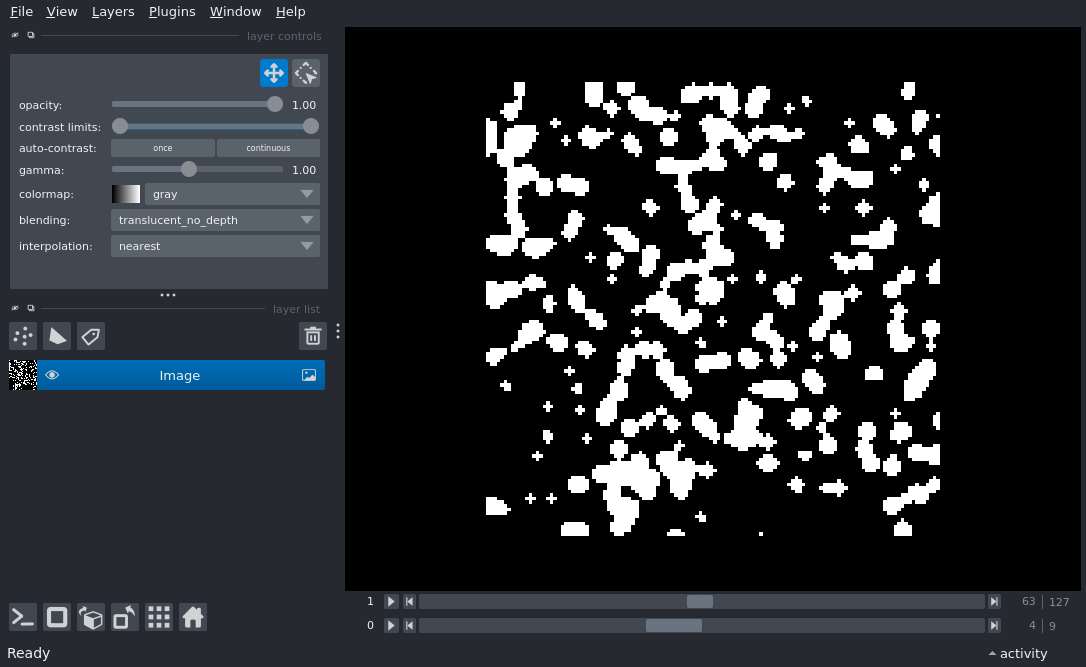 File View Layers Plugins Window Help
layer controls
opacity: 1.00
contrast limits:
auto-contrast: once continuous
gamma: 1.00
colormap: gray
blending: translucent_no_depth
interpolation: nearest
layer list
Image
1 63 127
0 4 9
Ready activity